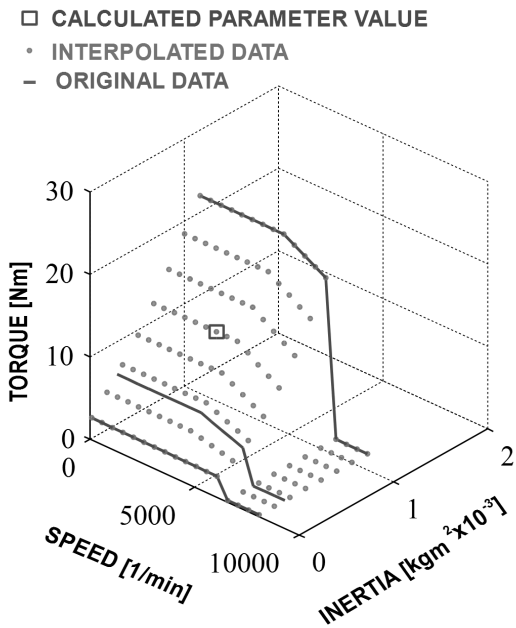 CALCULATED PARAMETER VALUE
INTERPOLATED DATA
ORIGINAL DATA
30
20
10
0
TORQUE [Nm]
0
5000
10000
SPEED [1/min]
0
1
2
INERTIA [kgm²x10⁻³]